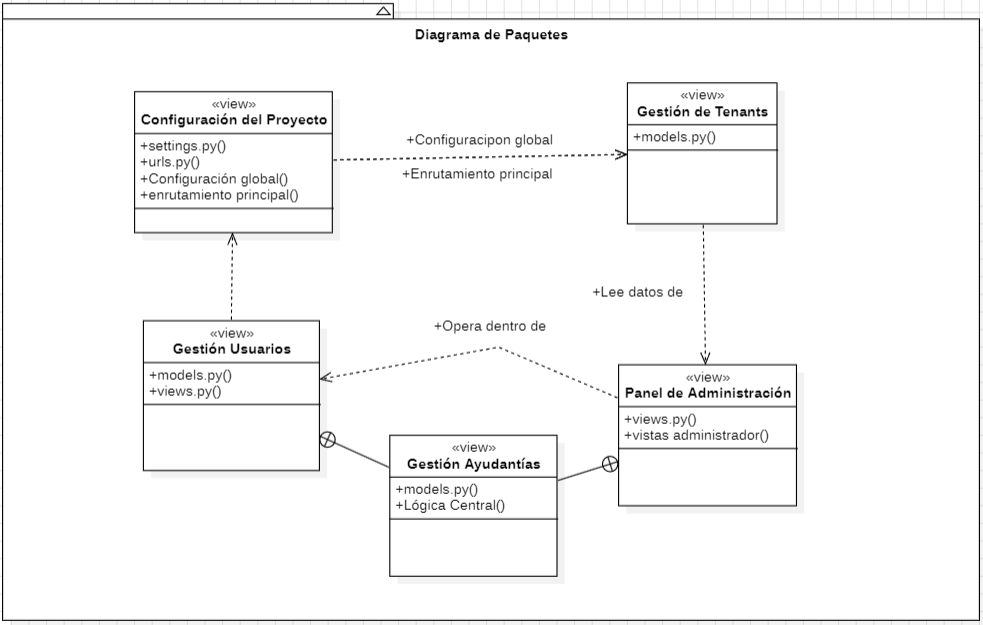 Diagrama de Paquetes
«view»
Configuración del Proyecto
+settings.py()
+urls.py()
+Configuración global()
+enrutamiento principal()
+Configuracipon global
+Enrutamiento principal
«view»
Gestión de Tenants
+models.py()
+Lee datos de
+Opera dentro de
«view»
Gestión Usuarios
+models.py()
+views.py()
«view»
Panel de Administración
+views.py()
+vistas administrador()
«view»
Gestión Ayudantías
+models.py()
+Lógica Central()